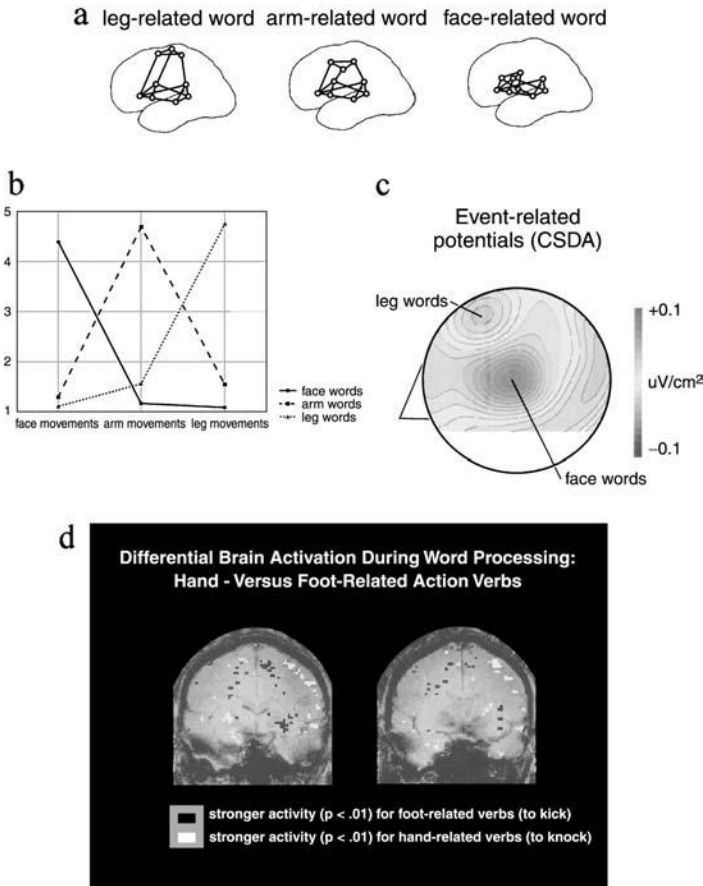 a
leg-related word arm-related word face-related word
b
5
4
3
2
1
face movements arm movements leg movements
face words
arm words
leg words
c
Event-related
potentials (CSDA)
leg words
+0.1
uV/cm²
−0.1
face words
d
Differential Brain Activation During Word Processing:
Hand - Versus Foot-Related Action Verbs
stronger activity (p < .01) for foot-related verbs (to kick)
stronger activity (p < .01) for hand-related verbs (to knock)